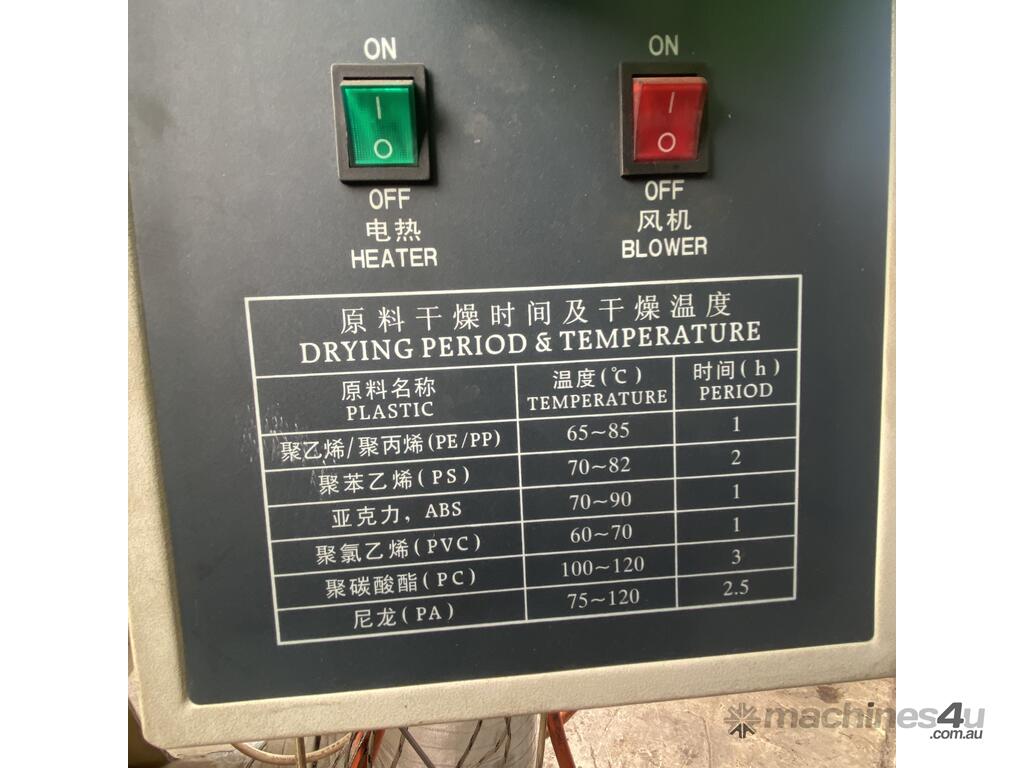 ON ON
I I
O O
OFF OFF
电热 风机
HEATER BLOWER
原料干燥时间及干燥温度
DRYING PERIOD & TEMPERATURE
原料名称 温度(℃) 时间(h)
PLASTIC TEMPERATURE PERIOD
聚乙烯/聚丙烯(PE/PP) 65~85 1
聚苯乙烯(PS) 70~82 2
亚克力, ABS 70~90 1
聚氯乙烯(PVC) 60~70 1
聚碳酸酯(PC) 100~120 3
尼龙(PA) 75~120 2.5
machines4u
.com.au